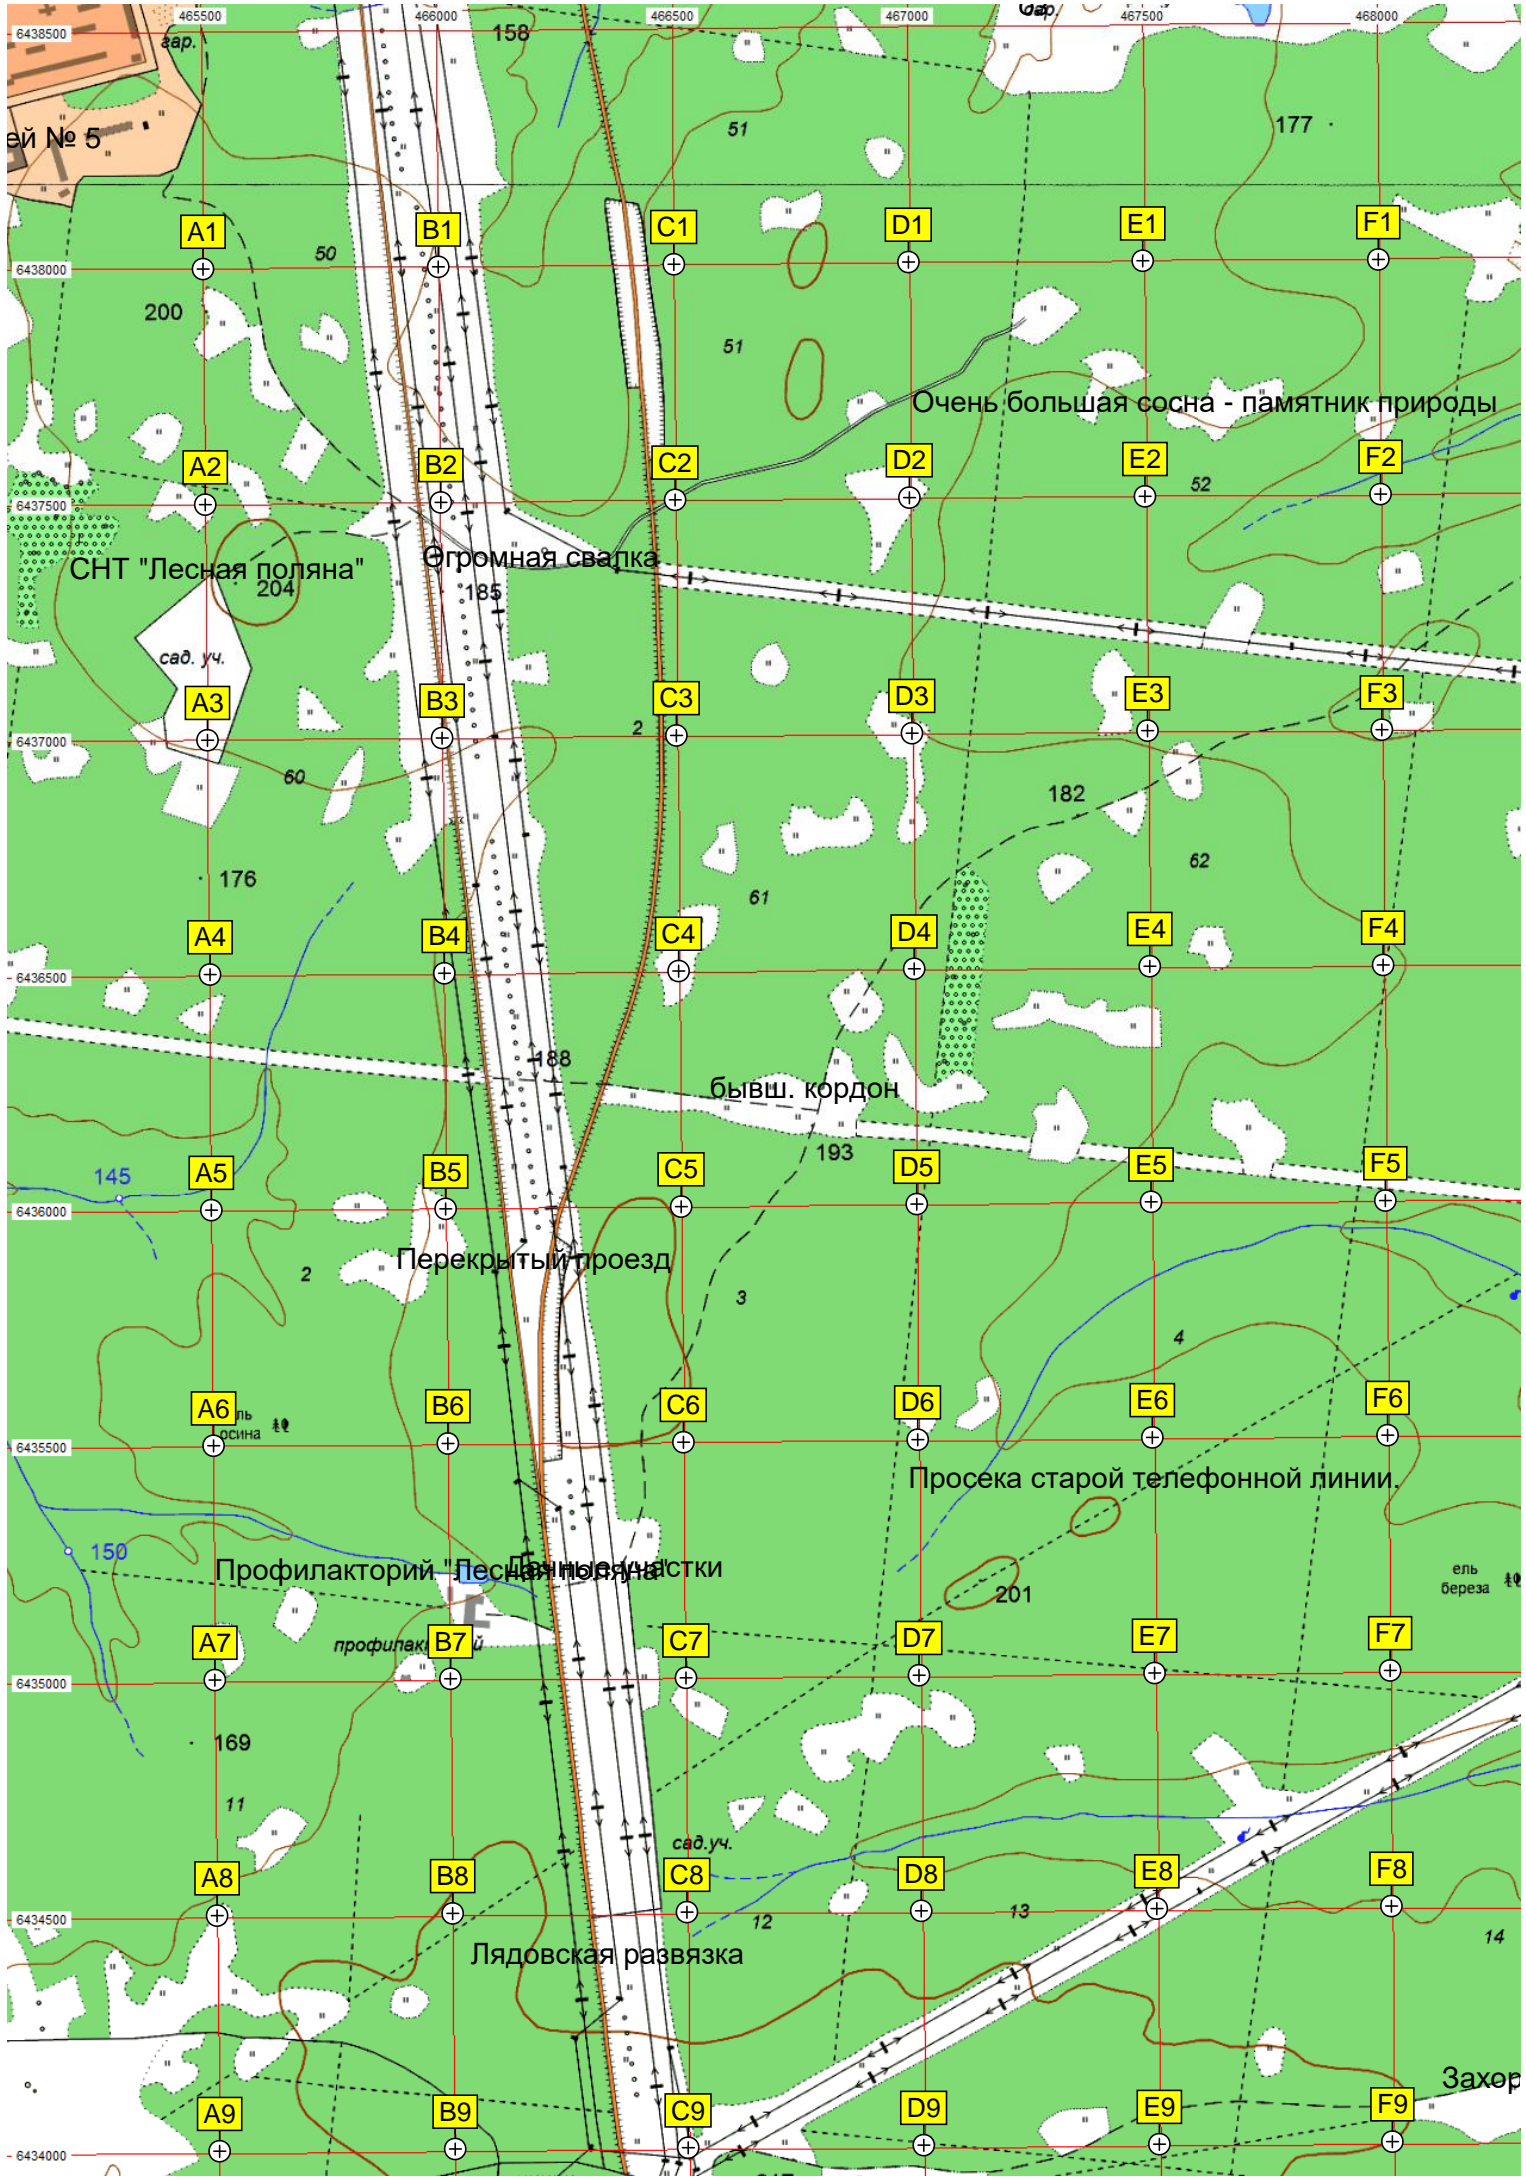 465500 466000 466500 467000 467500 468000
6438500
гар.
158
51
177
ей № 5
A1 B1 C1 D1 E1 F1
50
6438000
200
51
Очень большая сосна - памятник природы
A2 B2 C2 D2 E2 F2
52
6437500
СНТ "Лесная поляна"
Огромная свалка
204
185
сад. уч.
A3 B3 C3 D3 E3 F3
2
6437000
60
182
62
176
61
A4 B4 C4 D4 E4 F4
6436500
188
бывш. кордон
193
145
A5 B5 C5 D5 E5 F5
6436000
Перекрытый проезд
2
3
4
A6 B6 C6 D6 E6 F6
осина
6435500
Просека старой телефонной линии.
150
Профилакторий "Лесная поляна"
Дачные участки
ель
береза
201
A7 B7 C7 D7 E7 F7
6435000
169
11
сад.уч.
A8 B8 C8 D8 E8 F8
6434500
12
13
14
Лядовская развязка
Захор
A9 B9 C9 D9 E9 F9
6434000